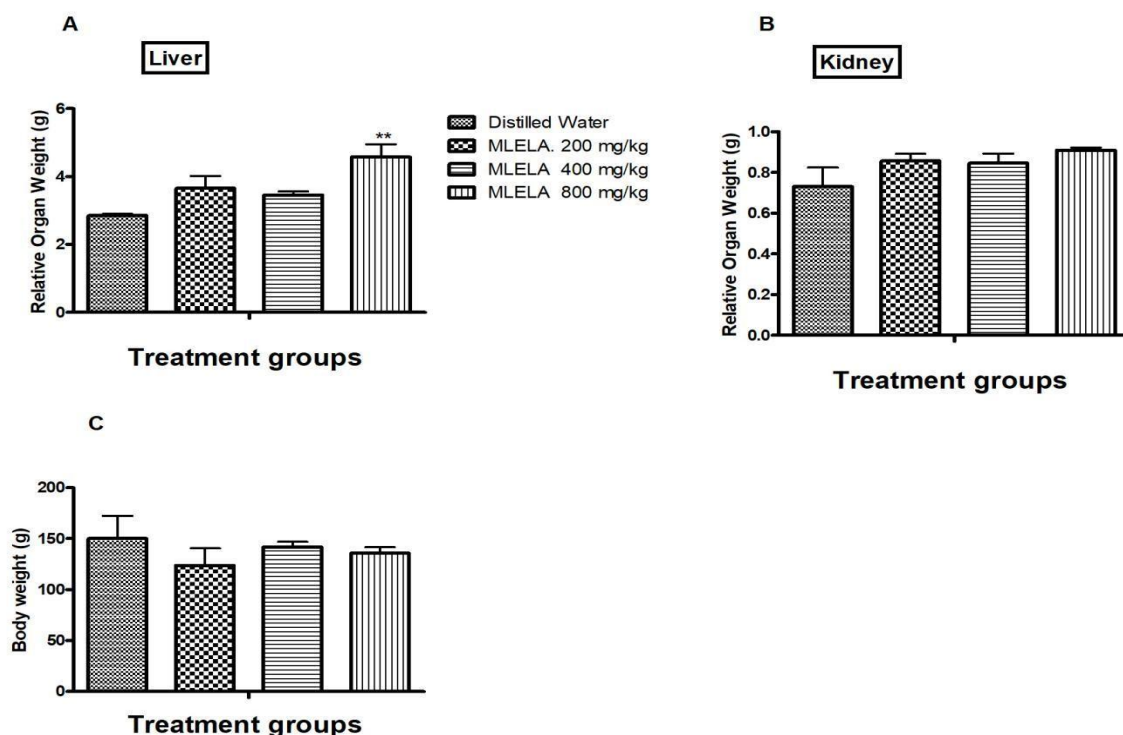 A
Liver
Relative Organ Weight (g)
6
4
2
0
Treatment groups
Distilled Water
MLELA. 200 mg/kg
MLELA 400 mg/kg
MLELA 800 mg/kg
**
B
Kidney
Relative Organ Weight (g)
1.0
0.8
0.6
0.4
0.2
0.0
Treatment groups
C
Body weight (g)
200
150
100
50
0
Treatment groups